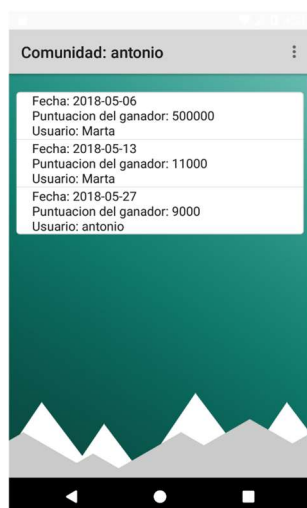 Comunidad: antonio
Fecha: 2018-05-06
Puntuacion del ganador: 500000
Usuario: Marta
Fecha: 2018-05-13
Puntuacion del ganador: 11000
Usuario: Marta
Fecha: 2018-05-27
Puntuacion del ganador: 9000
Usuario: antonio